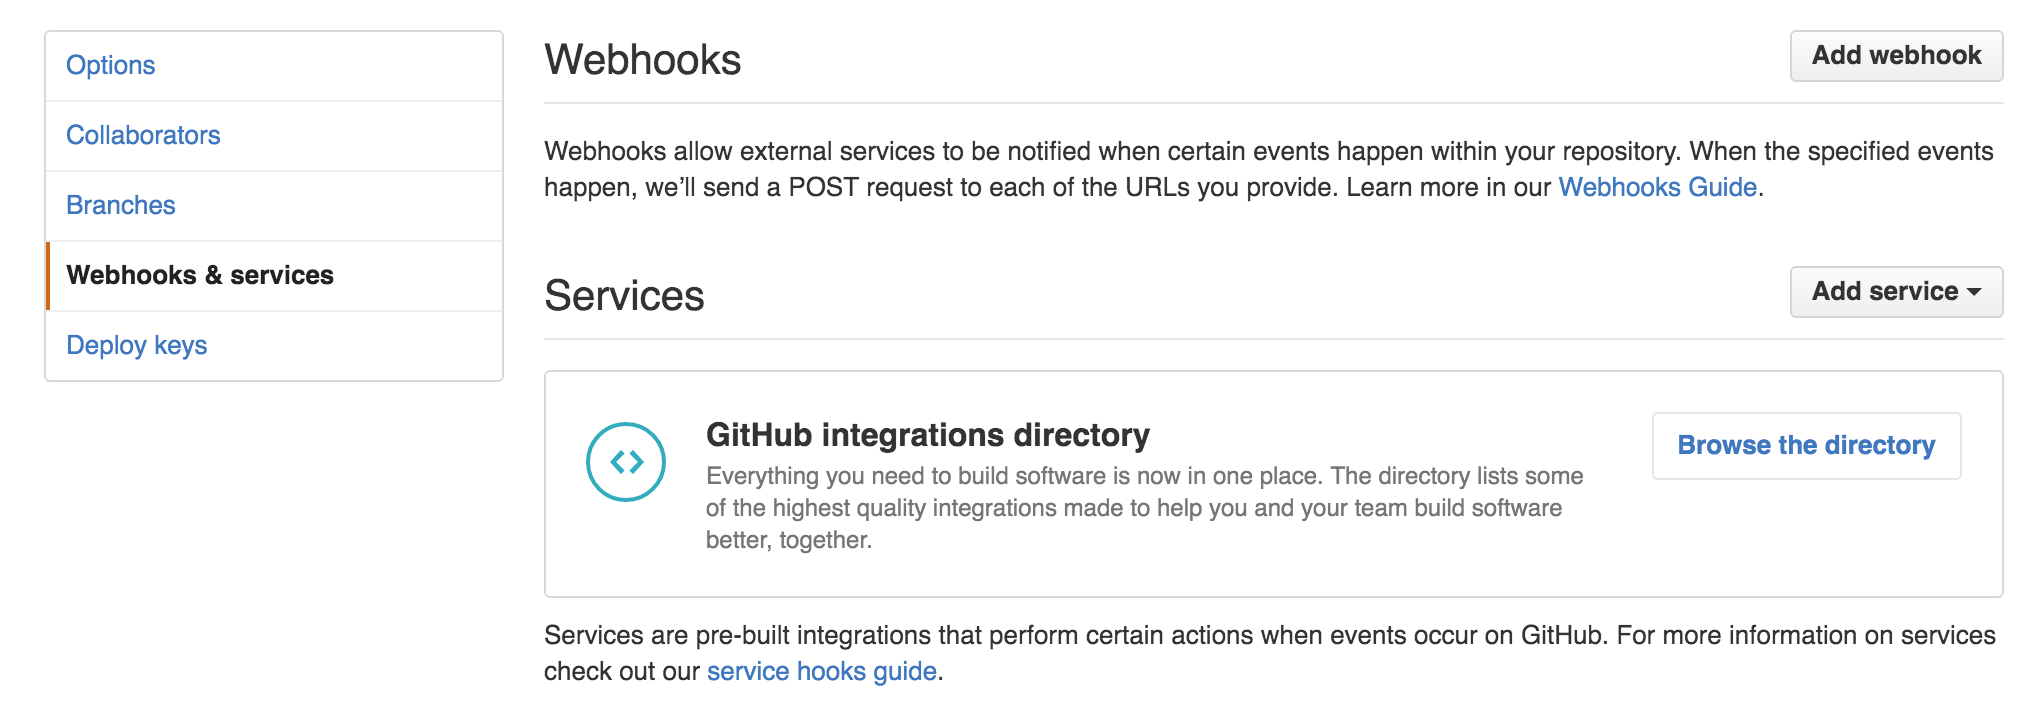 Options
Collaborators
Branches
Webhooks & services
Deploy keys
Webhooks
Add webhook
Webhooks allow external services to be notified when certain events happen within your repository. When the specified events
happen, we’ll send a POST request to each of the URLs you provide. Learn more in our Webhooks Guide.
Services
Add service
GitHub integrations directory
Everything you need to build software is now in one place. The directory lists some
of the highest quality integrations made to help you and your team build software
better, together.
Browse the directory
Services are pre-built integrations that perform certain actions when events occur on GitHub. For more information on services
check out our service hooks guide.